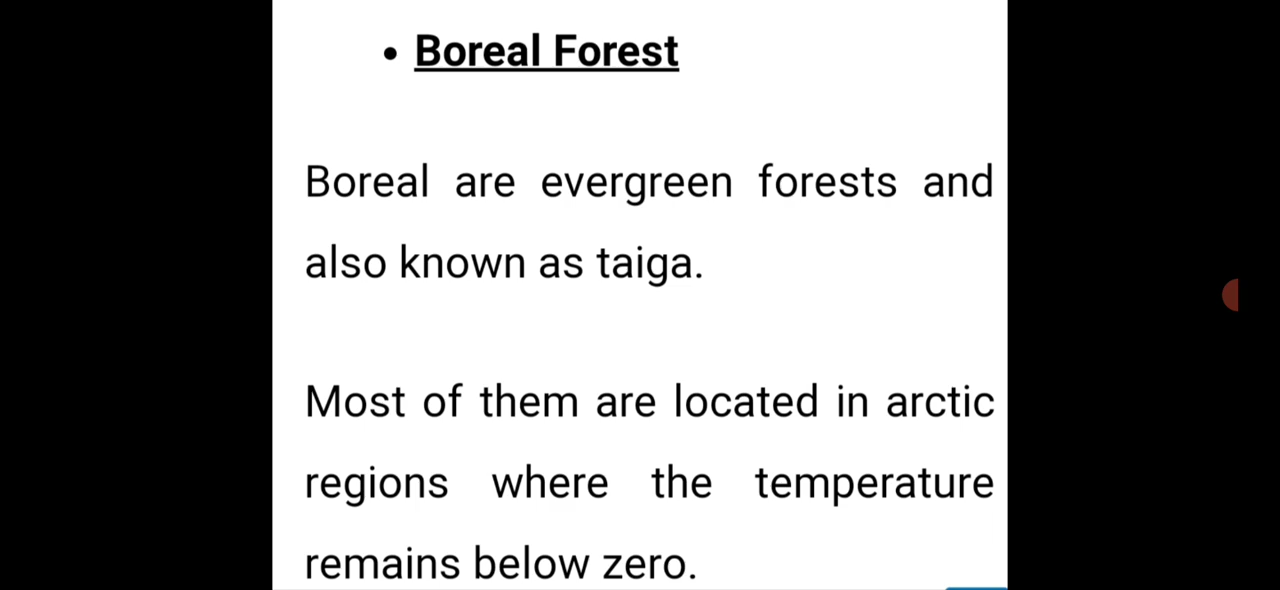 • Boreal Forest
Boreal are evergreen forests and
also known as taiga.
Most of them are located in arctic
regions where the temperature
remains below zero.